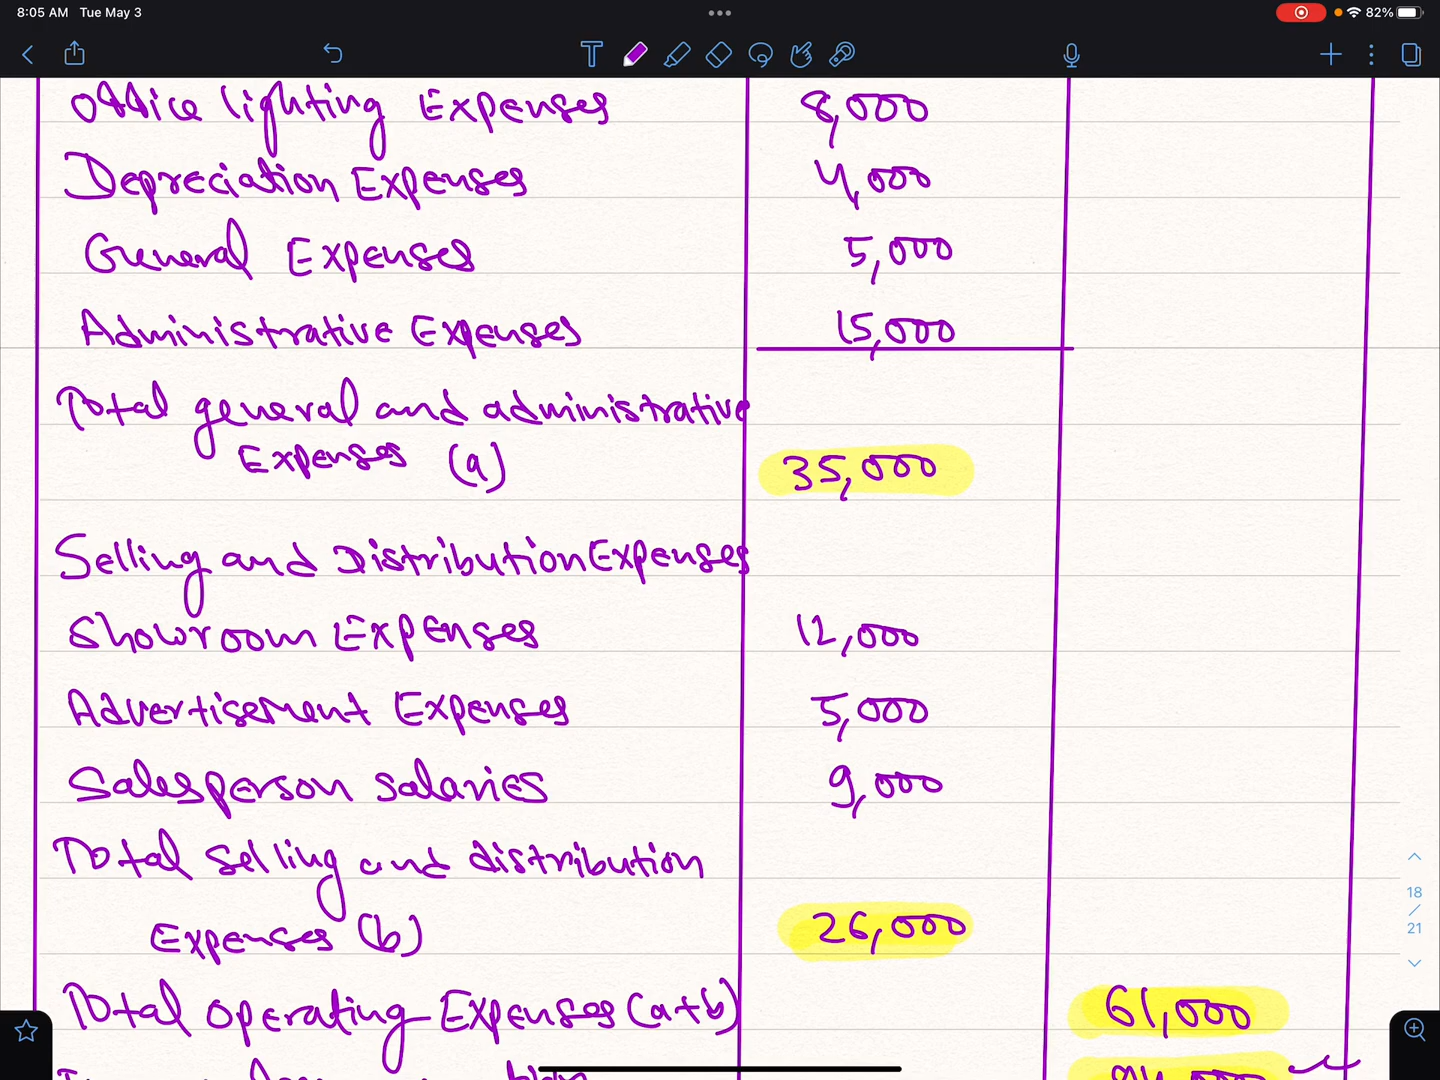 8:05 AM Tue May 3
82%
Office lighting Expenses 8,000
Depreciation Expenses 4,000
General Expenses 5,000
Administrative Expenses 15,000
Total general and administrative
Expenses (a) 35,000
Selling and Distribution Expenses
Showroom Expenses 12,000
Advertisement Expenses 5,000
Salesperson salaries 9,000
Total selling and distribution
Expenses (b) 26,000
Total operating Expenses (a+b) 61,000
18
/
21